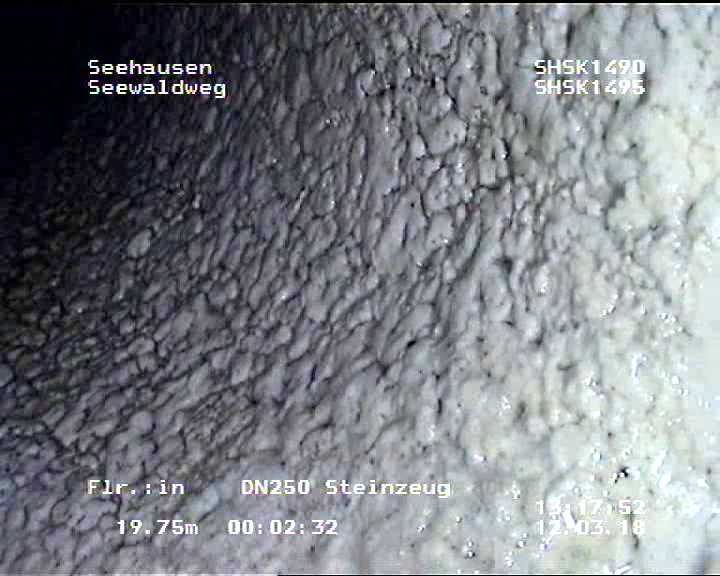 Seehausen SHSK1490
Seewaldweg SHSK1495
Flr.:in DN250 Steinzeug
13:17:52
19.75m 00:02:32 12.03.18